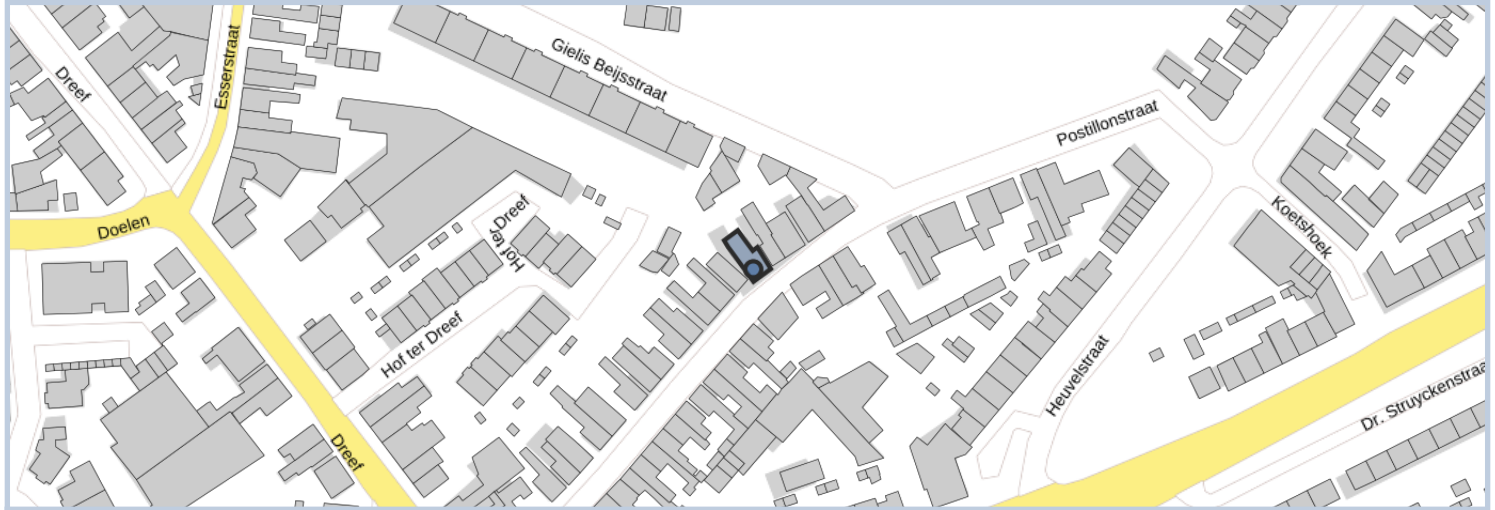 Gielis Beijsstraat
Dreef
Esserstraat
Postillonstraat
Doelen
Hof ter Dreef
Koetshoek
Hof ter Dreef
Heuvelstraat
Dr. Struyckenstraa
Dreef